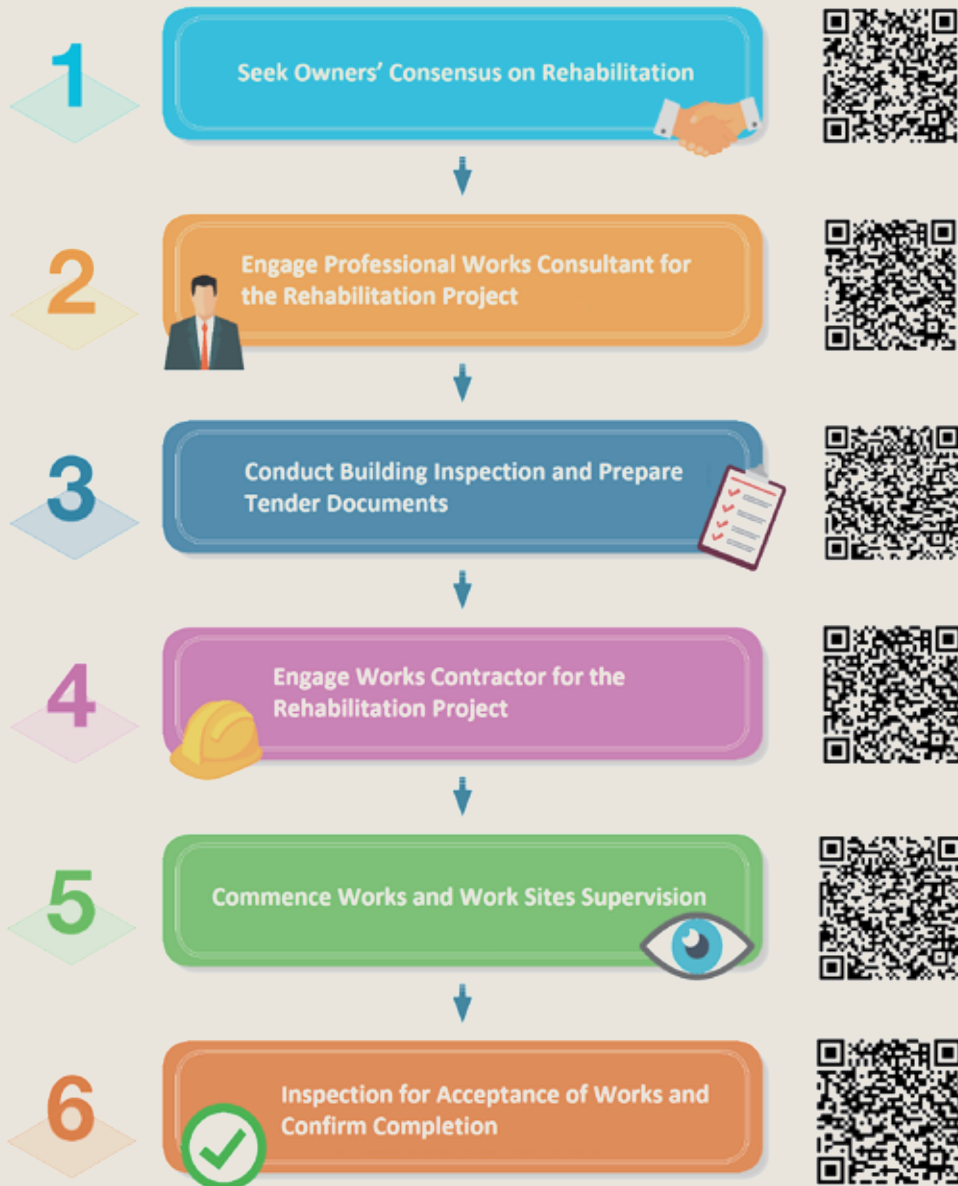 1
Seek Owners’ Consensus on Rehabilitation
2
Engage Professional Works Consultant for
the Rehabilitation Project
3
Conduct Building Inspection and Prepare
Tender Documents
4
Engage Works Contractor for the
Rehabilitation Project
5
Commence Works and Work Sites Supervision
6
Inspection for Acceptance of Works and
Confirm Completion